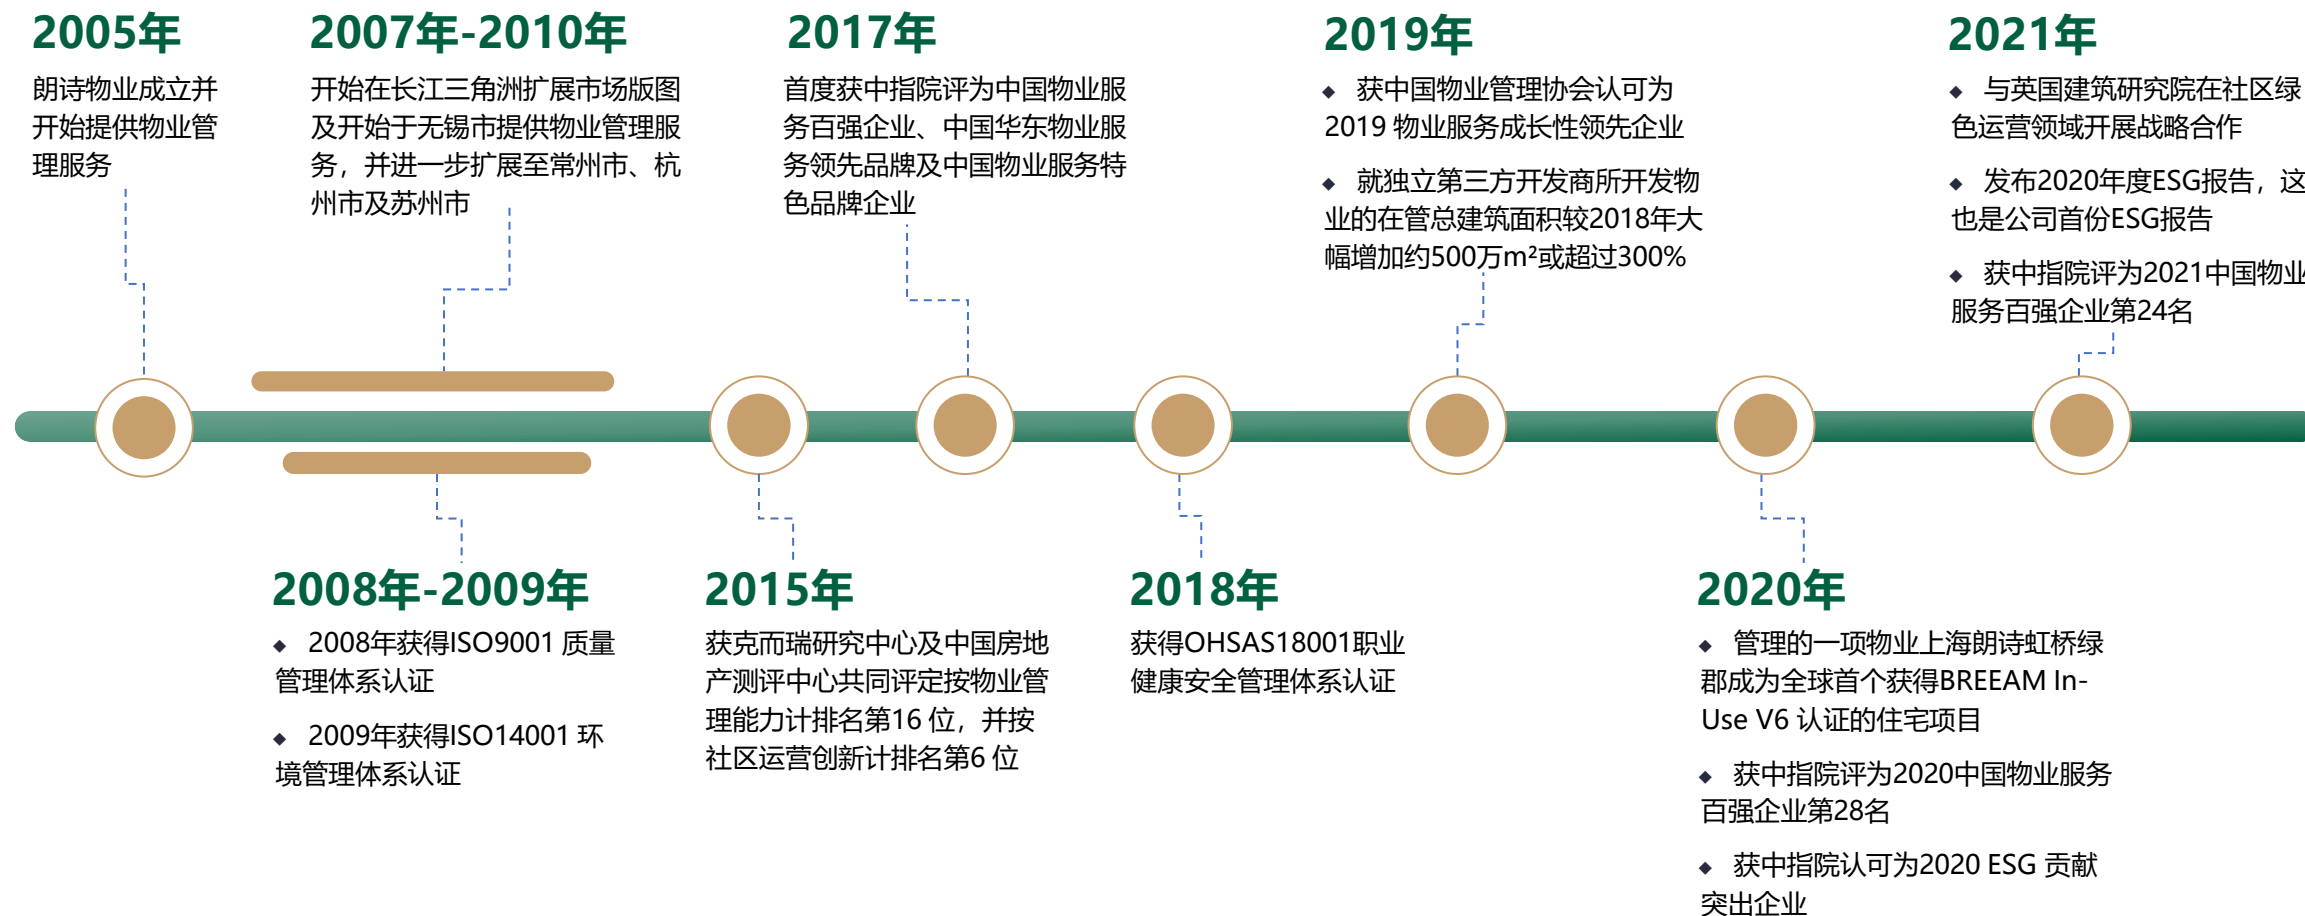 2005年
朗诗物业成立并
开始提供物业管
理服务
2007年-2010年
开始在长江三角洲扩展市场版图
及开始于无锡市提供物业管理服
务，并进一步扩展至常州市、杭
州市及苏州市
2017年
首度获中指院评为中国物业服
务百强企业、中国华东物业服
务领先品牌及中国物业服务特
色品牌企业
2019年
◆ 获中国物业管理协会认可为
2019 物业服务成长性领先企业
◆ 就独立第三方开发商所开发物
业的在管总建筑面积较2018年大
幅增加约500万m²或超过300%
2021年
◆ 与英国建筑研究院在社区绿
色运营领域开展战略合作
◆ 发布2020年度ESG报告，这
也是公司首份ESG报告
◆ 获中指院评为2021中国物业
服务百强企业第24名
2008年-2009年
◆ 2008年获得ISO9001 质量
管理体系认证
◆ 2009年获得ISO14001 环
境管理体系认证
2015年
获克而瑞研究中心及中国房地
产测评中心共同评定按物业管
理能力计排名第16 位，并按
社区运营创新计排名第6 位
2018年
获得OHSAS18001职业
健康安全管理体系认证
2020年
◆ 管理的一项物业上海朗诗虹桥绿
郡成为全球首个获得BREEAM In-
Use V6 认证的住宅项目
◆ 获中指院评为2020中国物业服务
百强企业第28名
◆ 获中指院认可为2020 ESG 贡献
突出企业